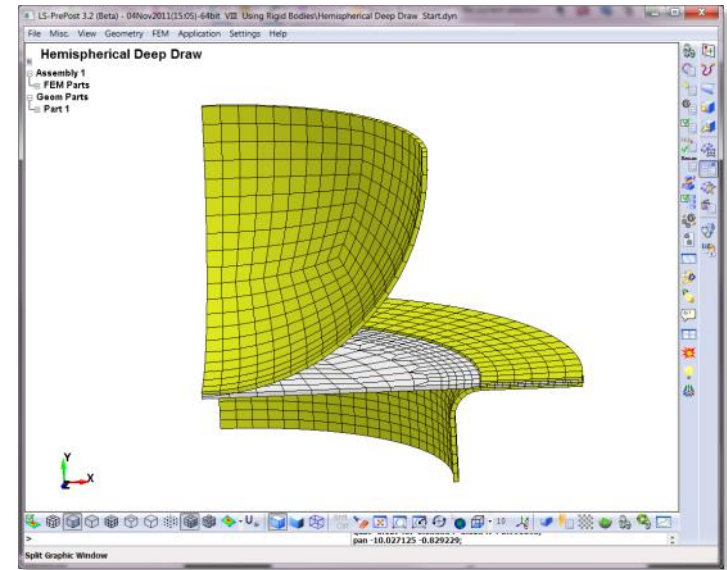 LS-PrePost 3.2 (Beta) - 04Nov2011(15:05)-64bit VIII Using Rigid Bodies\Hemispherical Deep Draw Start.dyn
File Misc. View Geometry FEM Application Settings Help
Hemispherical Deep Draw
Assembly 1
FEM Parts
Geom Parts
Part 1
Y
X
10
>
pan -10.027125 -0.029229;
Split Graphic Window